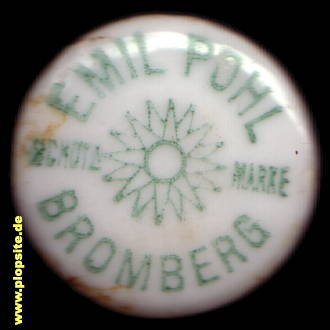 EMIL POHL
SCHUTZ MARKE
BROMBERG
www.plopsite.de